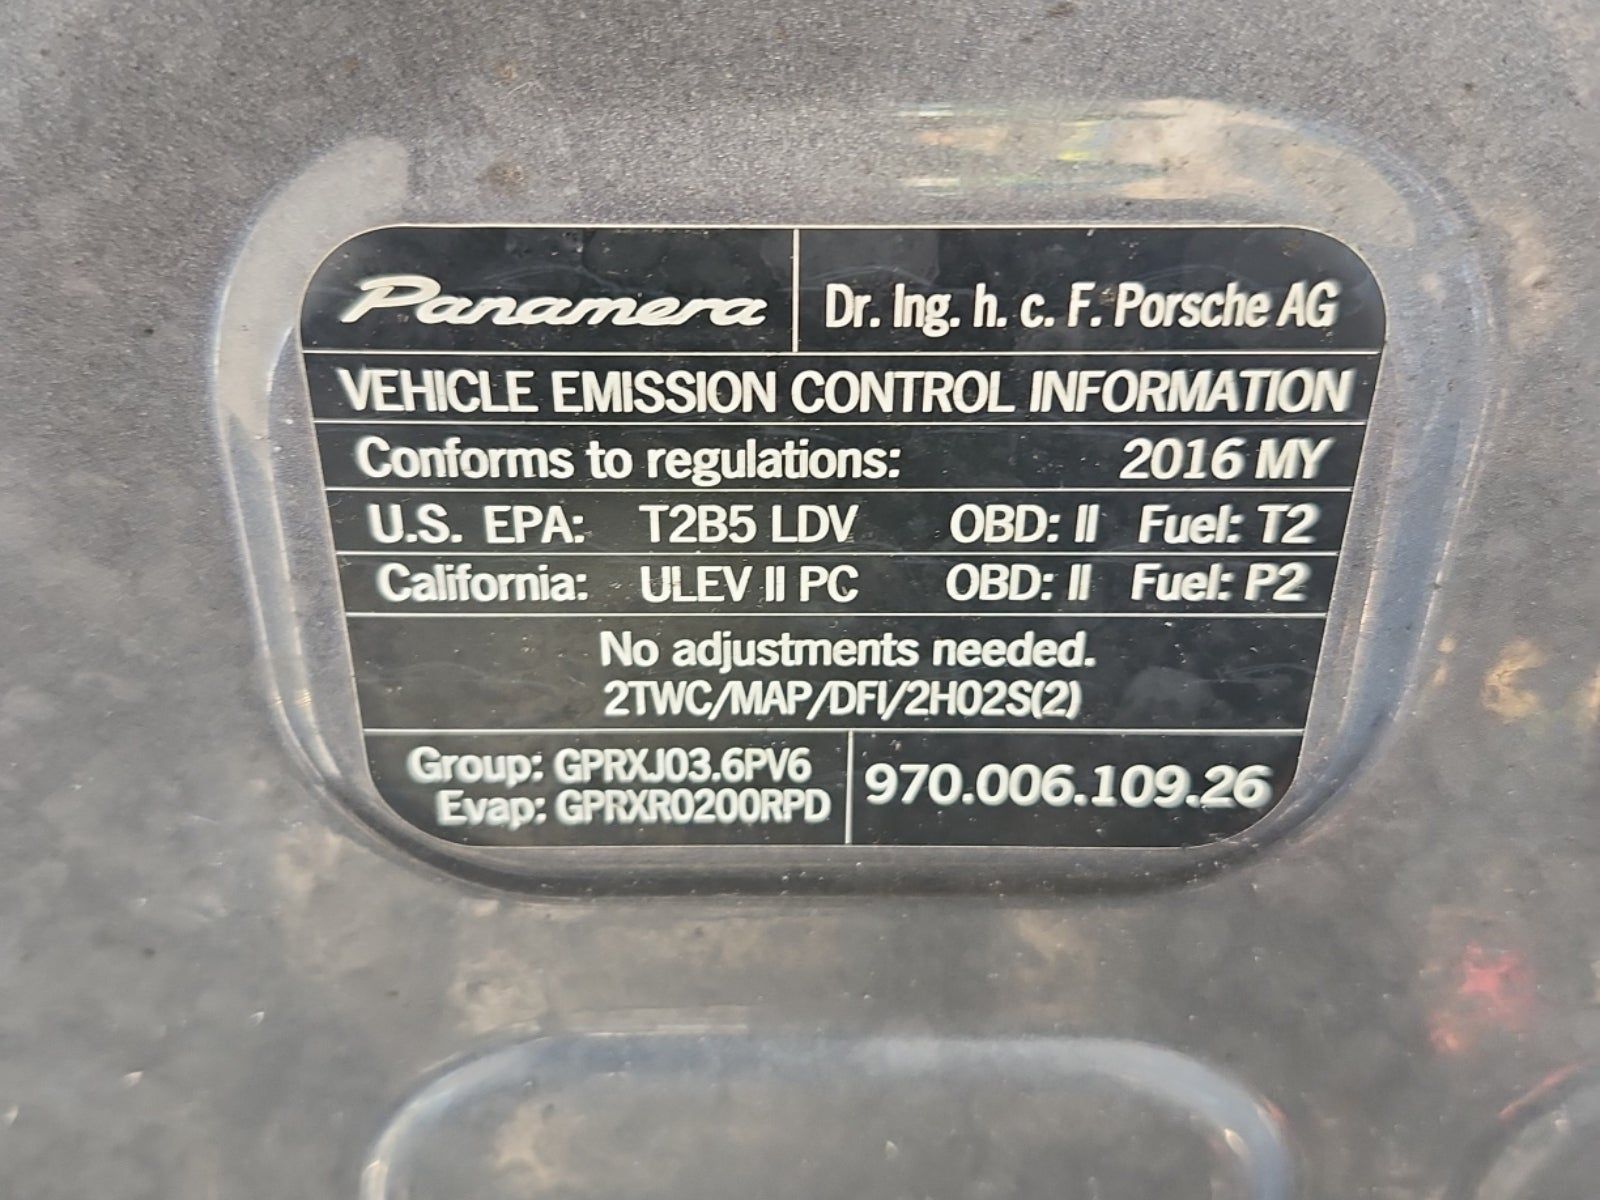 Panamera Dr. Ing. h. c. F. Porsche AG
VEHICLE EMISSION CONTROL INFORMATION
Conforms to regulations: 2016 MY
U.S. EPA: T2B5 LDV OBD: II Fuel: T2
California: ULEV II PC OBD: II Fuel: P2
No adjustments needed.
2TWC/MAP/DFI/2HO2S(2)
Group: GPRXJ03.6PV6
Evap: GPRXR0200RPD
970.006.109.26